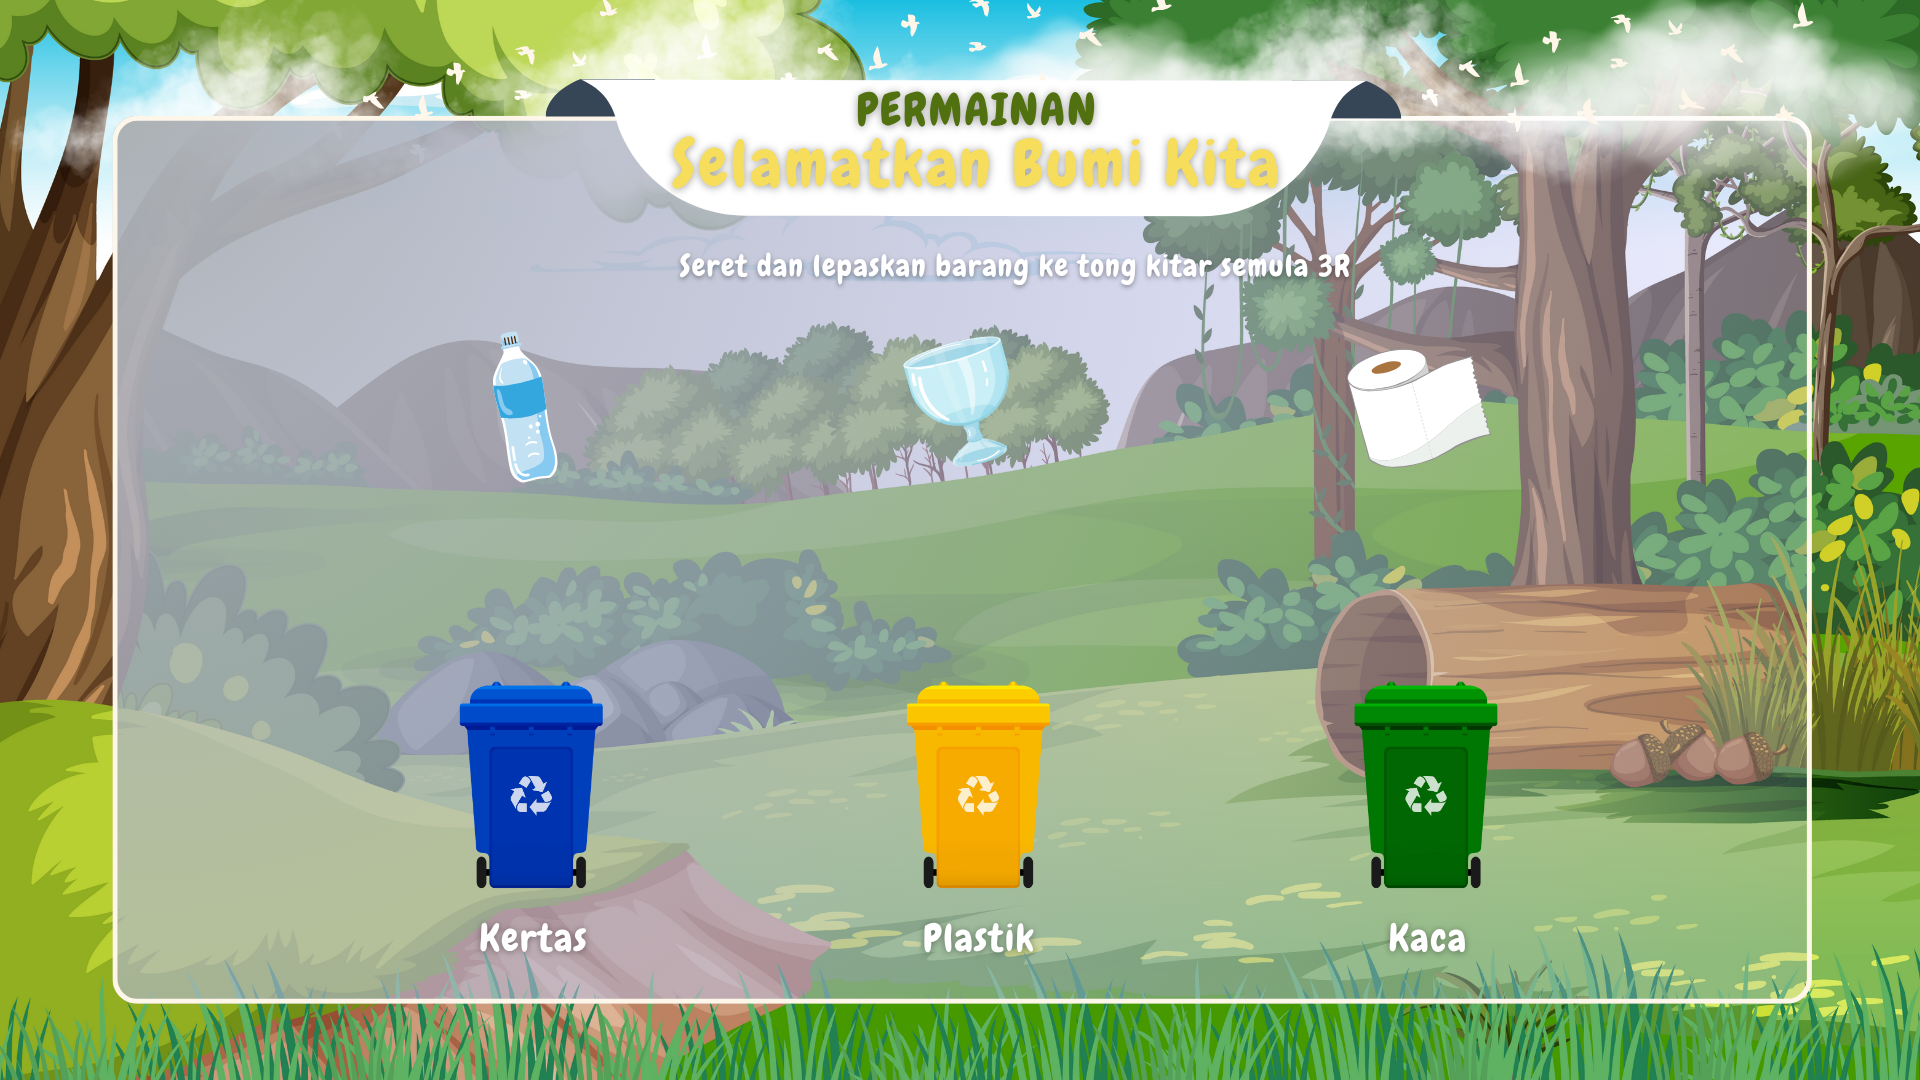 PERMAINAN
Selamatkan Bumi Kita
Seret dan lepaskan barang ke tong kitar semula 3R
Kertas
Plastik
Kaca